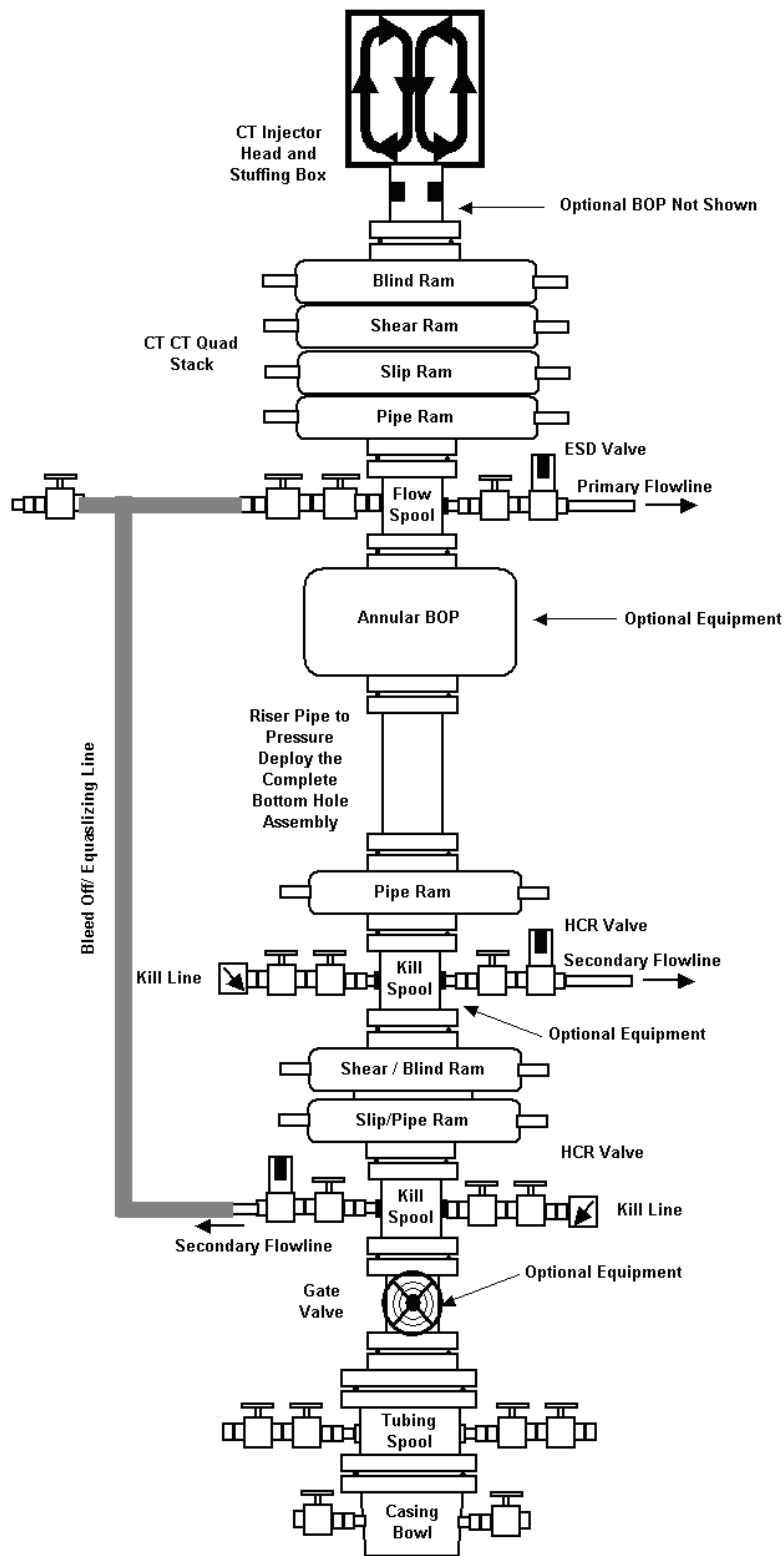 CT Injector
Head and
Stuffing Box
Optional BOP Not Shown
Blind Ram
Shear Ram
CT CT Quad
Stack
Slip Ram
Pipe Ram
ESD Valve
Flow
Spool
Primary Flowline
Annular BOP
Optional Equipment
Riser Pipe to
Pressure
Deploy the
Complete
Bottom Hole
Assembly
Bleed Off/ Equaslizing Line
Pipe Ram
HCR Valve
Kill Line
Kill
Spool
Secondary Flowline
Optional Equipment
Shear / Blind Ram
Slip/Pipe Ram
HCR Valve
Kill
Spool
Kill Line
Secondary Flowline
Optional Equipment
Gate
Valve
Tubing
Spool
Casing
Bowl